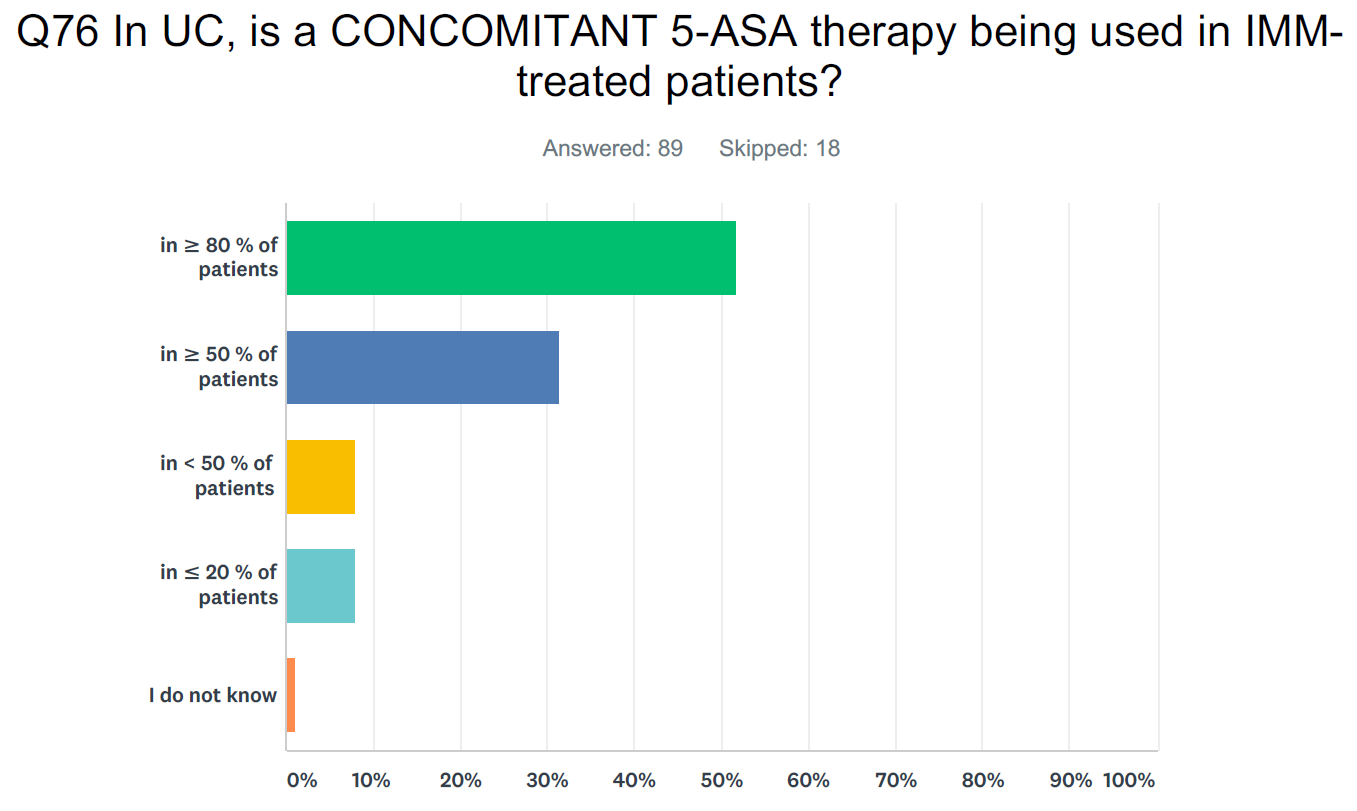 Q76 In UC, is a CONCOMITANT 5-ASA therapy being used in IMM-
treated patients?
Answered: 89 Skipped: 18
in ≥ 80 % of
patients
in ≥ 50 % of
patients
in < 50 % of
patients
in ≤ 20 % of
patients
I do not know
0% 10% 20% 30% 40% 50% 60% 70% 80% 90% 100%